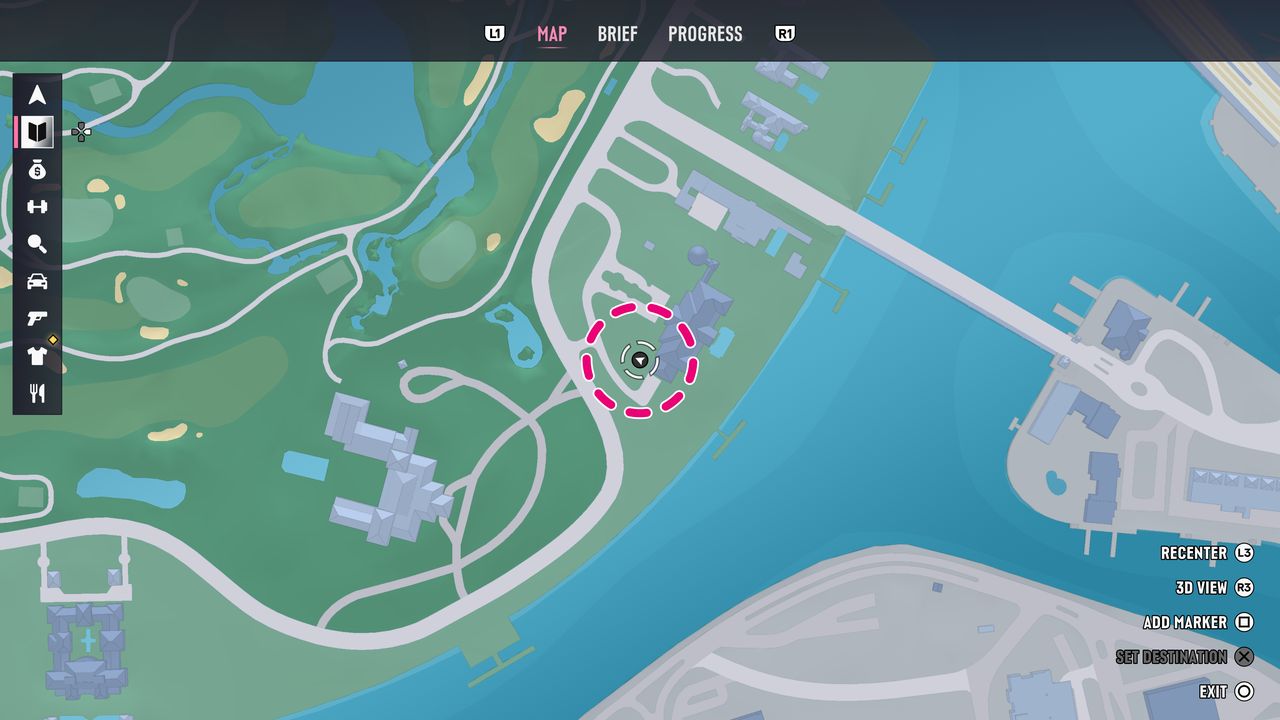 L1 MAP BRIEF PROGRESS R1
RECENTER L3
3D VIEW R3
ADD MARKER
SET DESTINATION
EXIT